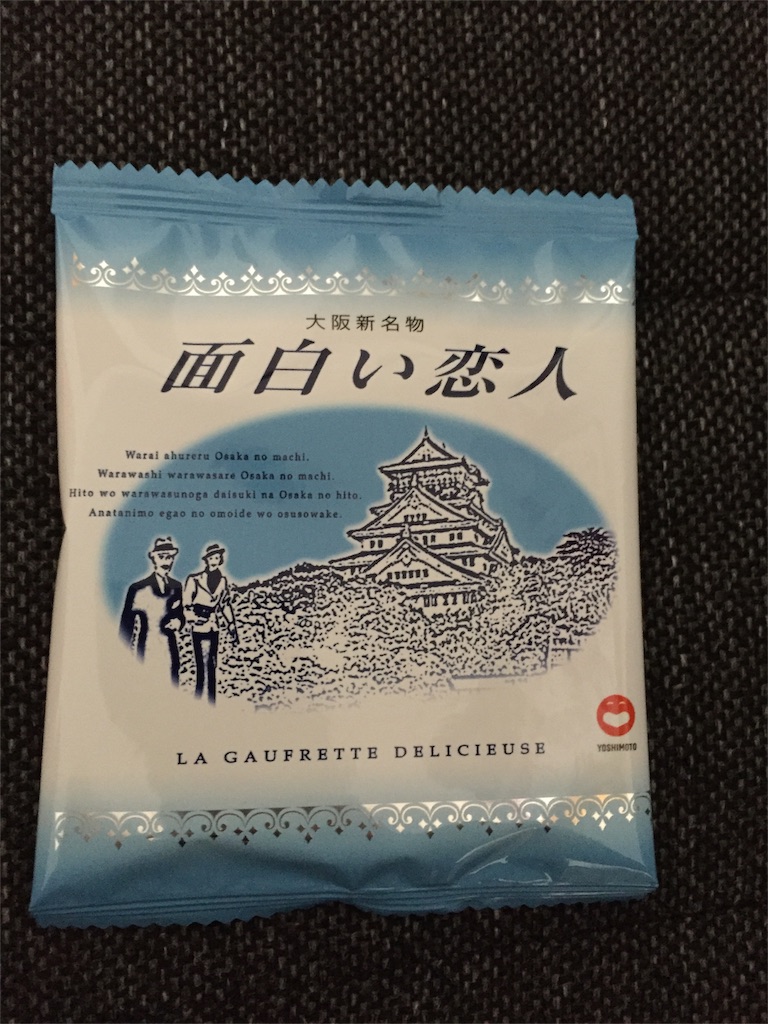 大阪新名物
面白い恋人
Warai ahureru Osaka no machi.
Warawashi warawasare Osaka no machi.
Hito wo warawasunoga daisuki na Osaka no hito.
Anatanimo egao no omoide wo osusowake.
LA GAUFRETTE DELICIEUSE
YOSHIMOTO